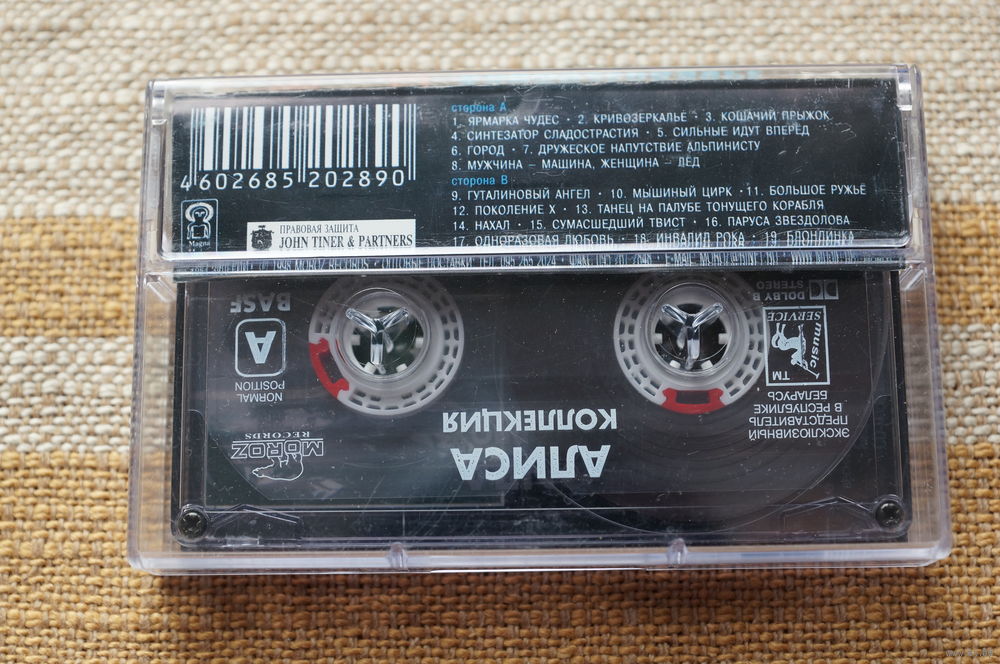 сторона А
1. ЯРМАРКА ЧУДЕС • 2. КРИВОЗЕРКАЛЬЕ • 3. КОШАЧИЙ ПРЫЖОК
4. СИНТЕЗАТОР СЛАДОСТРАСТИЯ • 5. СИЛЬНЫЕ ИДУТ ВПЕРЁД
6. ГОРОД • 7. ДРУЖЕСКОЕ НАПУТСТВИЕ АЛЬПИНИСТУ
8. МУЖЧИНА – МАШИНА, ЖЕНЩИНА – ЛЁД
сторона В
9. ГУТАЛИНОВЫЙ АНГЕЛ • 10. МЫШИНЫЙ ЦИРК • 11. БОЛЬШОЕ РУЖЬЁ
12. ПОКОЛЕНИЕ X • 13. ТАНЕЦ НА ПАЛУБЕ ТОНУЩЕГО КОРАБЛЯ
14. НАХАЛ • 15. СУМАСШЕДШИЙ ТВИСТ • 16. ПАРУСА ЗВЕЗДОЛОВА
17. ОДНОРАЗОВАЯ ЛЮБОВЬ • 18. ИНВАЛИД РОКА • 19. БЛОНДИНКА
4 602685 202890
Magna
ПРАВОВАЯ ЗАЩИТА
JOHN TINER & PARTNERS
АЛИСА
КОЛЛЕКЦИЯ
MOROZ
RECORDS
ЭКСКЛЮЗИВНЫЙ
ПРЕДСТАВИТЕЛЬ
В РЕСПУБЛИКЕ
БЕЛАРУСЬ
music
SERVICE
TM
NORMAL
POSITION
A
BASF
DOLBY B
STEREO